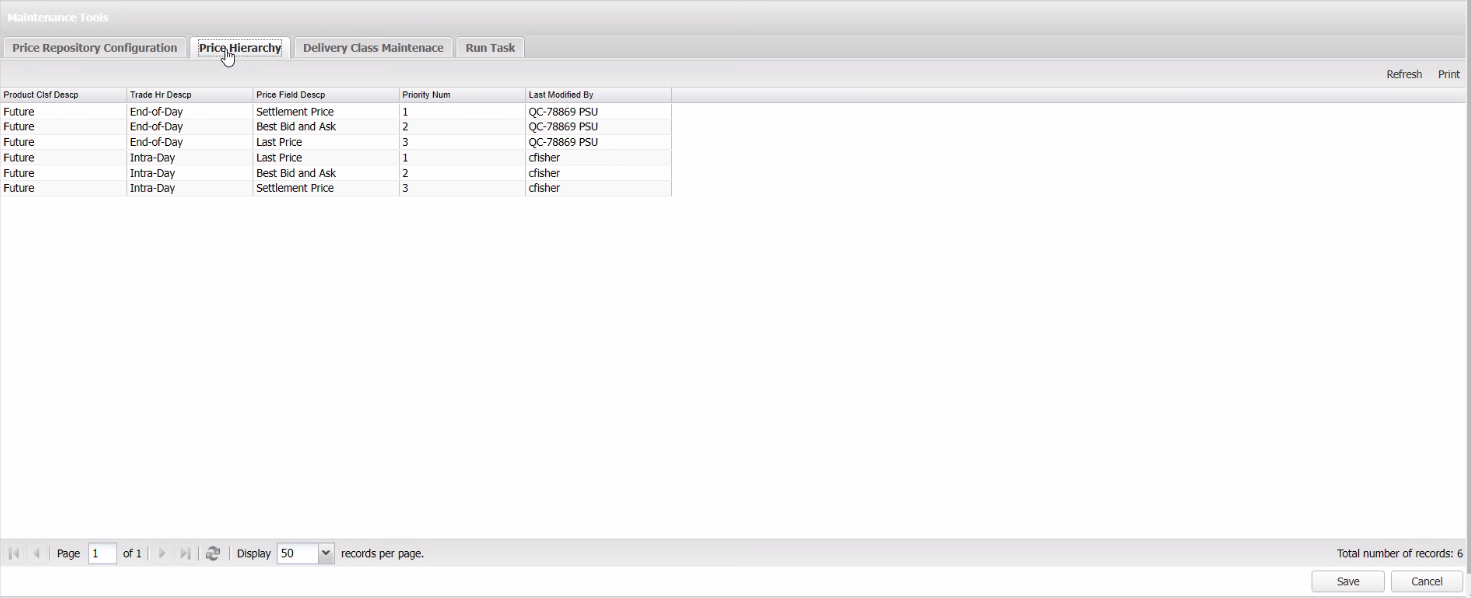 Maintenance Tools
Price Repository Configuration Price Hierarchy Delivery Class Maintenace Run Task
Refresh Print
Product Clsf Descp Trade Hr Descp Price Field Descp Priority Num Last Modified By
Future End-of-Day Settlement Price 1 QC-78869 PSU
Future End-of-Day Best Bid and Ask 2 QC-78869 PSU
Future End-of-Day Last Price 3 QC-78869 PSU
Future Intra-Day Last Price 1 cfisher
Future Intra-Day Best Bid and Ask 2 cfisher
Future Intra-Day Settlement Price 3 cfisher
Page 1 of 1 Display 50 records per page. Total number of records: 6
Save Cancel